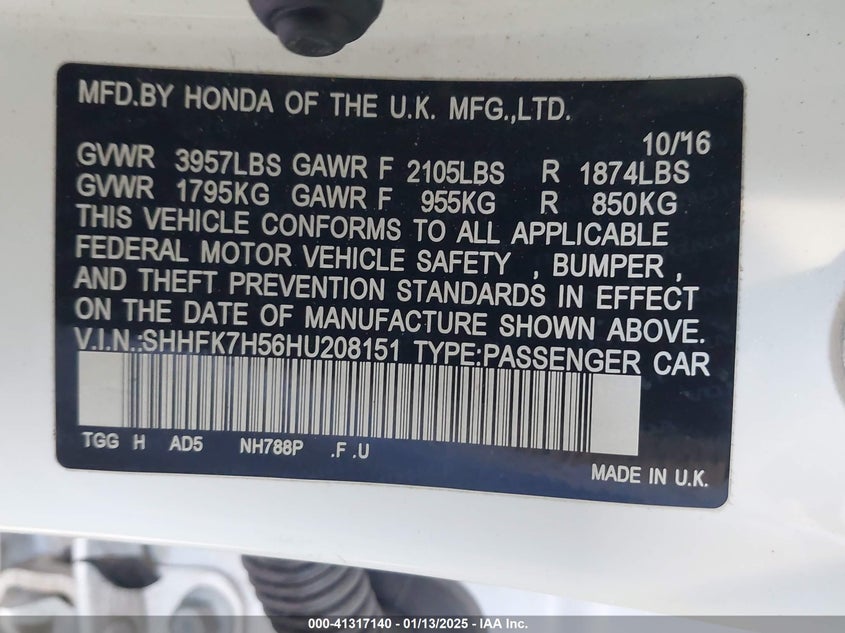 MFD.BY HONDA OF THE U.K. MFG.,LTD.
10/'16
GVWR 3957LBS GAWR F 2105LBS R 1874LBS
GVWR 1795KG GAWR F 955KG R 850KG
THIS VEHICLE CONFORMS TO ALL APPLICABLE
FEDERAL MOTOR VEHICLE SAFETY , BUMPER ,
AND THEFT PREVENTION STANDARDS IN EFFECT
ON THE DATE OF MANUFACTURE SHOWN ABOVE.
V.I.N.:SHHFK7H56HU208151 TYPE:PASSENGER CAR
TGG H AD5 NH788P .F .U
MADE IN U.K.
000-41317140 - 01/13/2025 - IAA Inc.